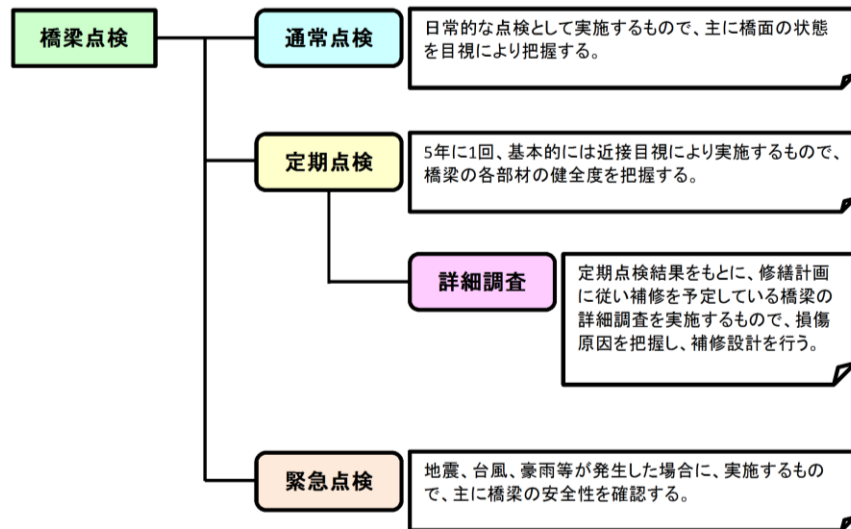 橋梁点検
通常点検
日常的な点検として実施するもので、主に橋面の状態
を目視により把握する。
定期点検
5年に1回、基本的には近接目視により実施するもので、
橋梁の各部材の健全度を把握する。
詳細調査
定期点検結果をもとに、修繕計画
に従い補修を予定している橋梁の
詳細調査を実施するもので、損傷
原因を把握し、補修設計を行う。
緊急点検
地震、台風、豪雨等が発生した場合に、実施するもの
で、主に橋梁の安全性を確認する。